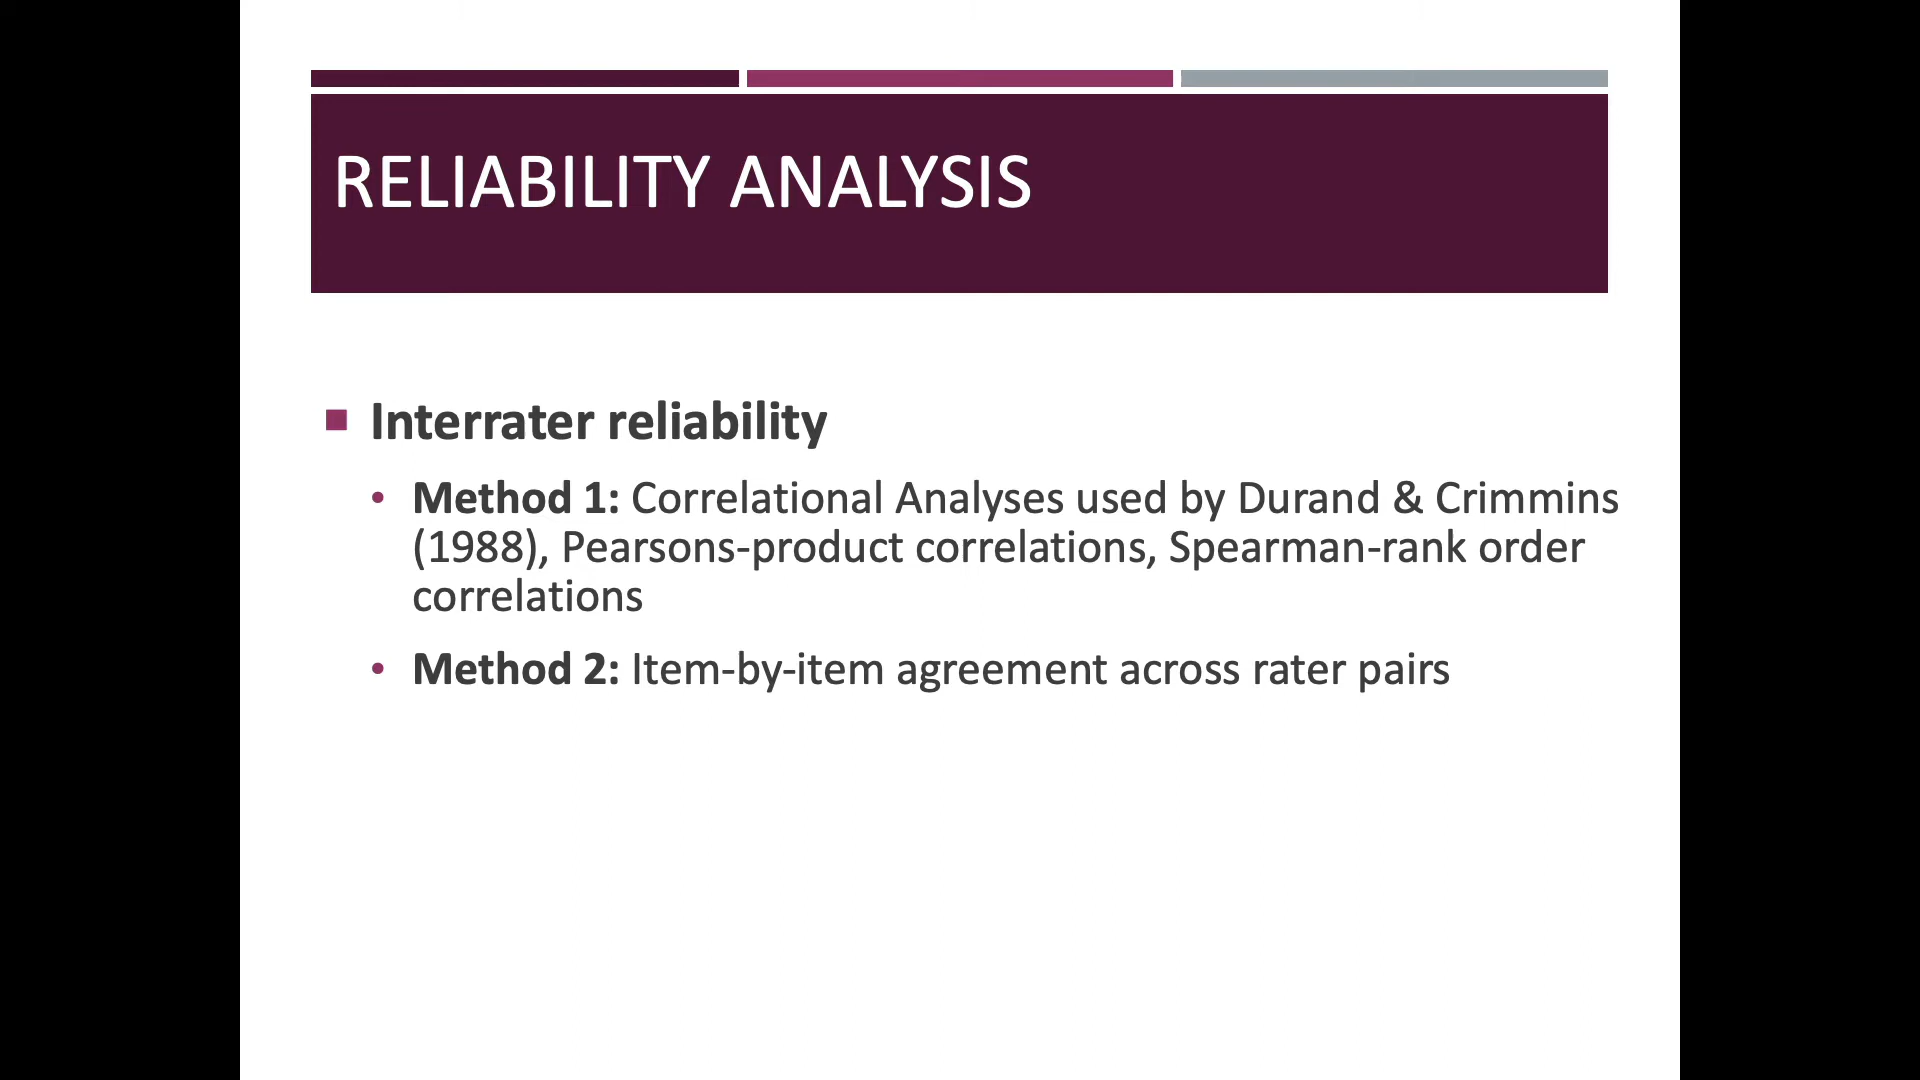 RELIABILITY ANALYSIS
Interrater reliability
Method 1: Correlational Analyses used by Durand & Crimmins
(1988), Pearsons-product correlations, Spearman-rank order
correlations
Method 2: Item-by-item agreement across rater pairs